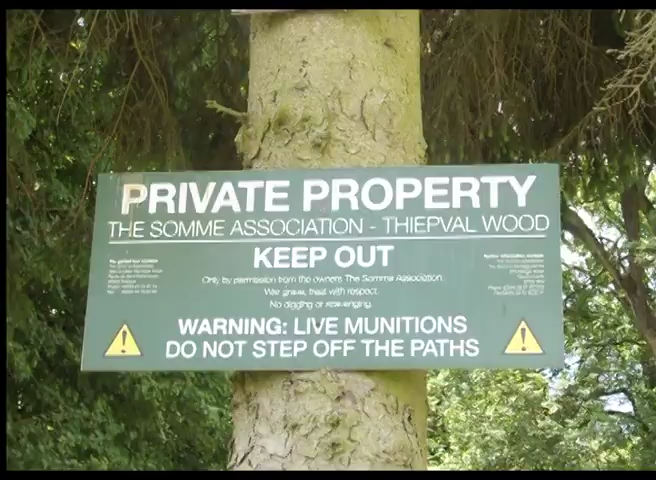 PRIVATE PROPERTY
THE SOMME ASSOCIATION - THIEPVAL WOOD
KEEP OUT
Only by permission from the owners The Somme Association.
War grave, treat with respect.
No digging or scavenging.
WARNING: LIVE MUNITIONS
DO NOT STEP OFF THE PATHS